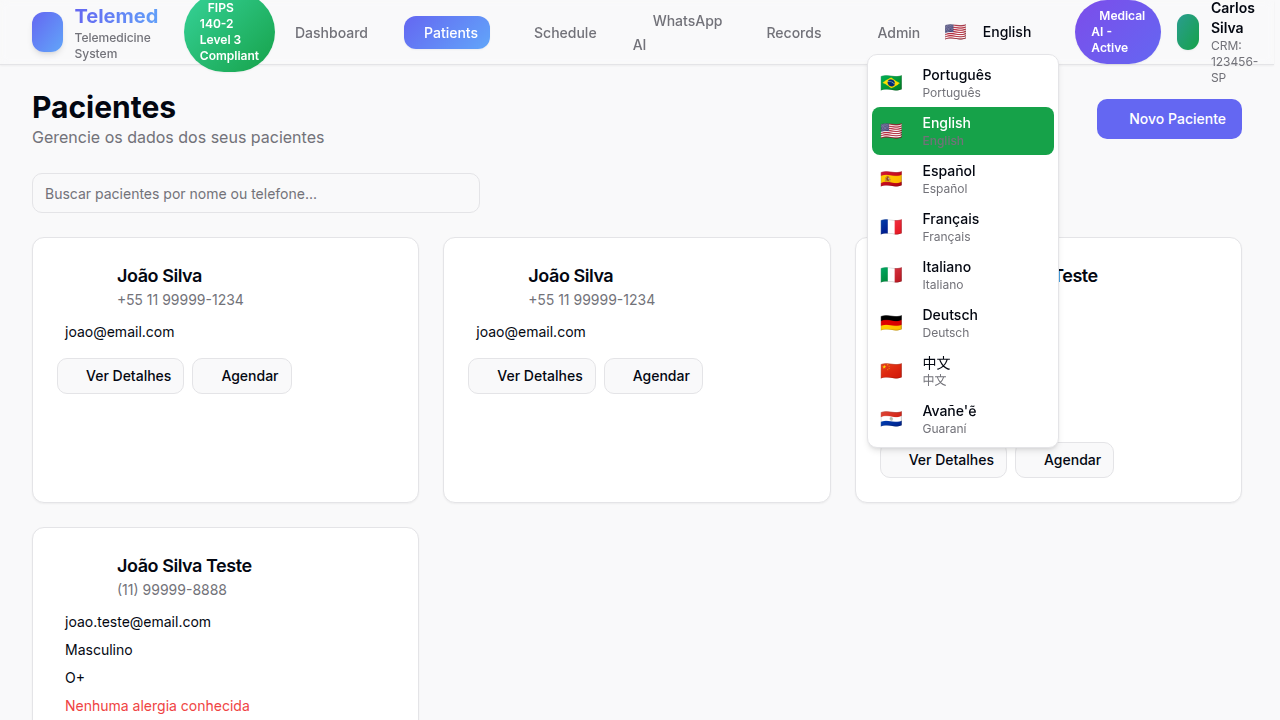 Telemed
Telemedicine
System
FIPS
140-2
Level 3
Compliant
Dashboard
Patients
Schedule
WhatsApp
AI
Records
Admin
English
Medical
AI -
Active
Carlos
Silva
CRM:
123456-
SP
Pacientes
Gerencie os dados dos seus pacientes
Novo Paciente
Buscar pacientes por nome ou telefone...
Português
Português
English
English
Español
Español
Français
Français
Italiano
Italiano
Deutsch
Deutsch
中文
中文
Avañe'ẽ
Guaraní
João Silva
+55 11 99999-1234
joao@email.com
Ver Detalhes
Agendar
João Silva
+55 11 99999-1234
joao@email.com
Ver Detalhes
Agendar
Teste
Ver Detalhes
Agendar
João Silva Teste
(11) 99999-8888
joao.teste@email.com
Masculino
O+
Nenhuma alergia conhecida